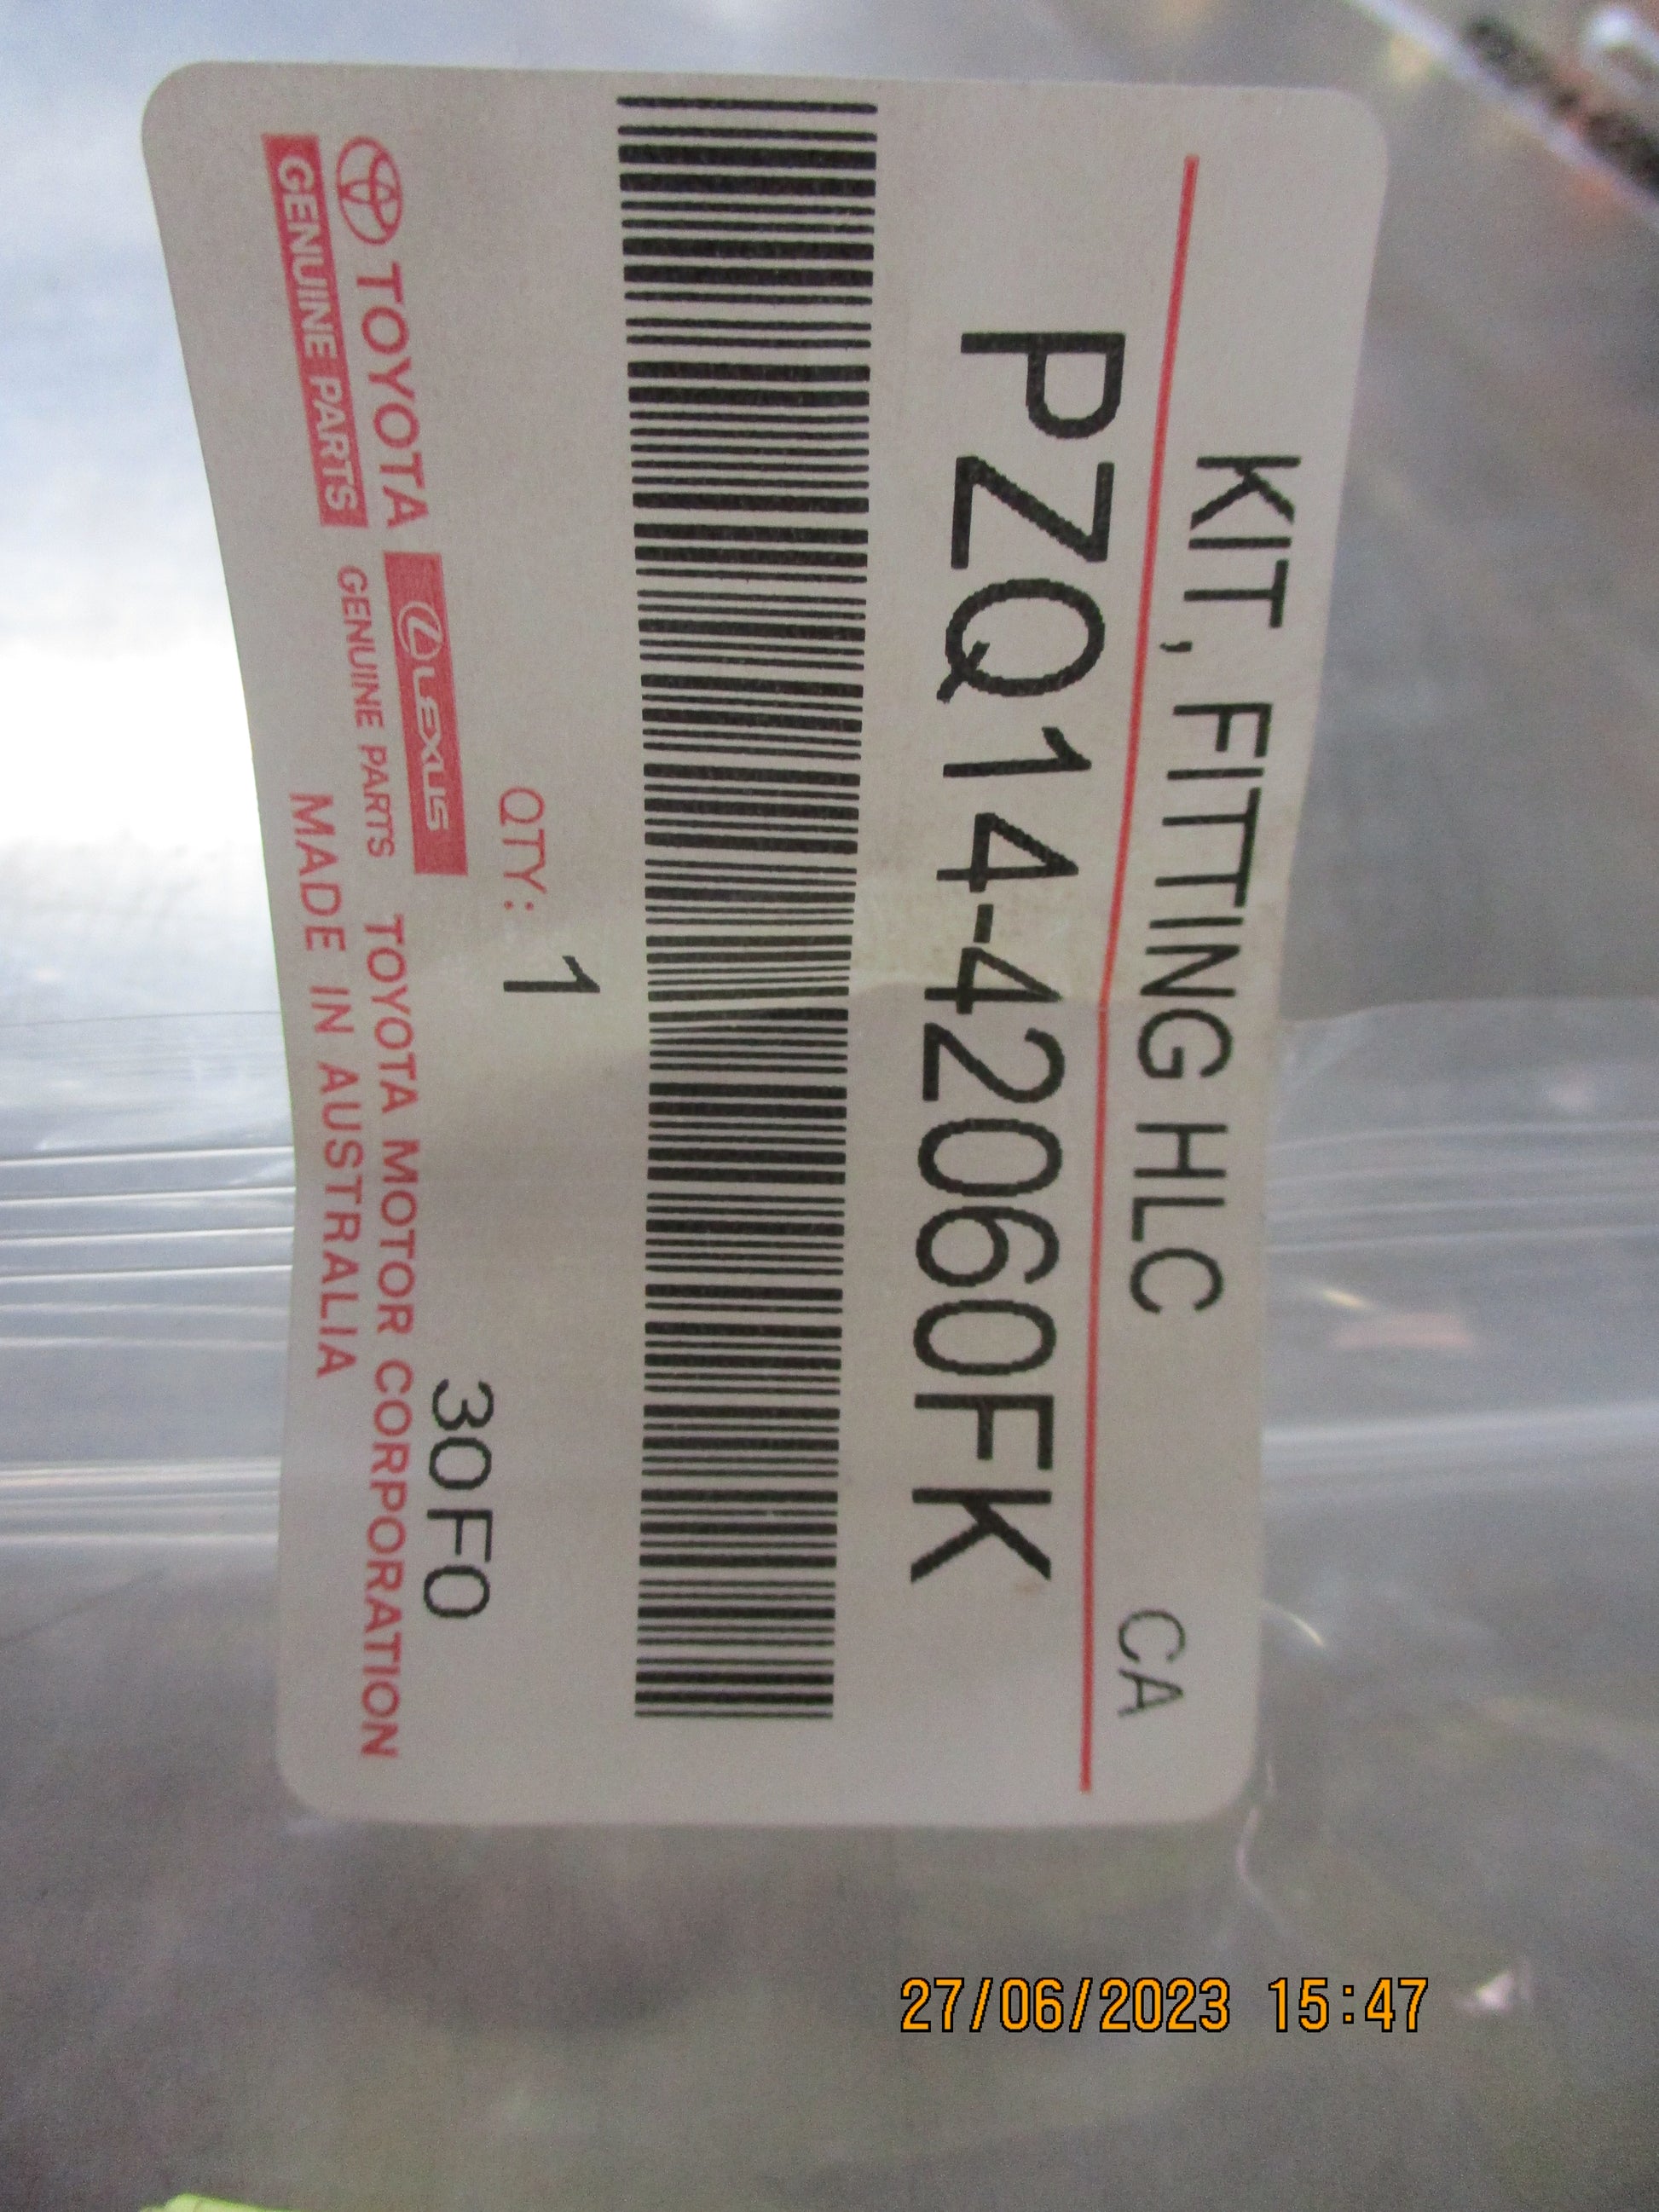 KIT, FITTING HLC CA
PZQ14-42060FK
QTY: 1
30F0
TOYOTA
GENUINE PARTS
LEXUS
GENUINE PARTS
TOYOTA MOTOR CORPORATION
MADE IN AUSTRALIA
27/06/2023 15:47